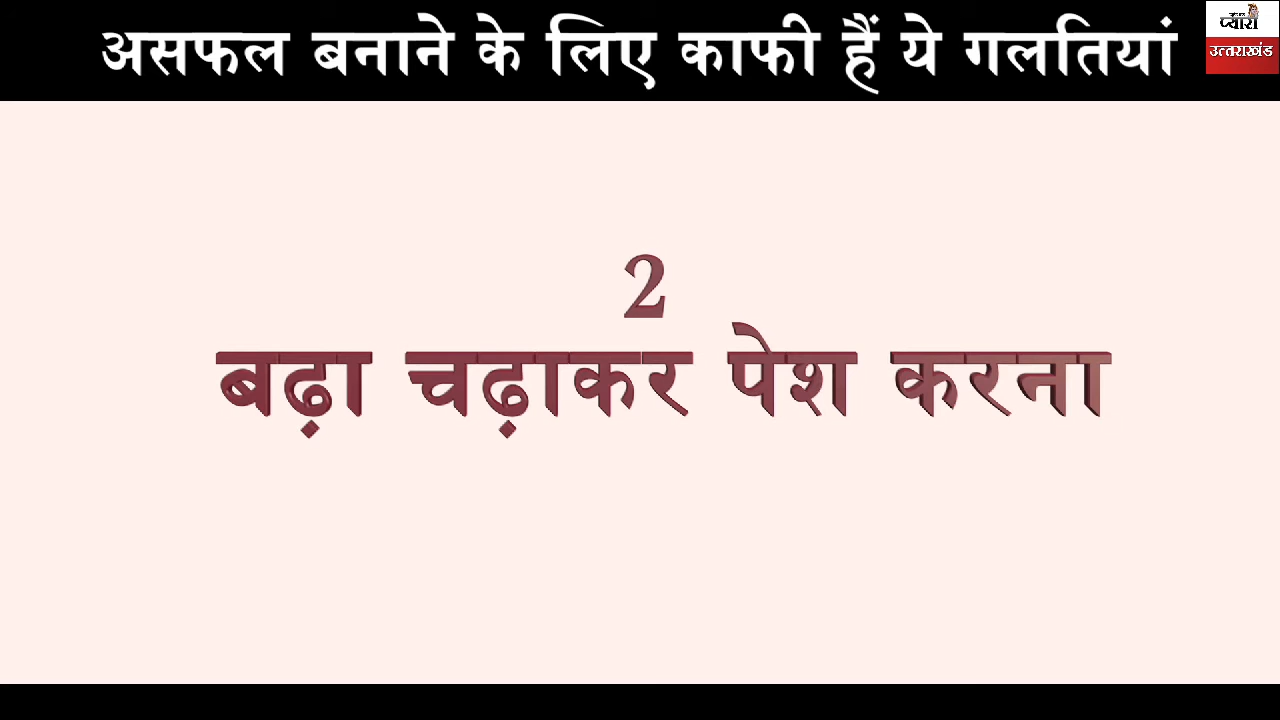 असफल बनाने के लिए काफी हैं ये गलतियां
प्यारा
उत्तराखंड
2
बढ़ा चढ़ाकर पेश करना